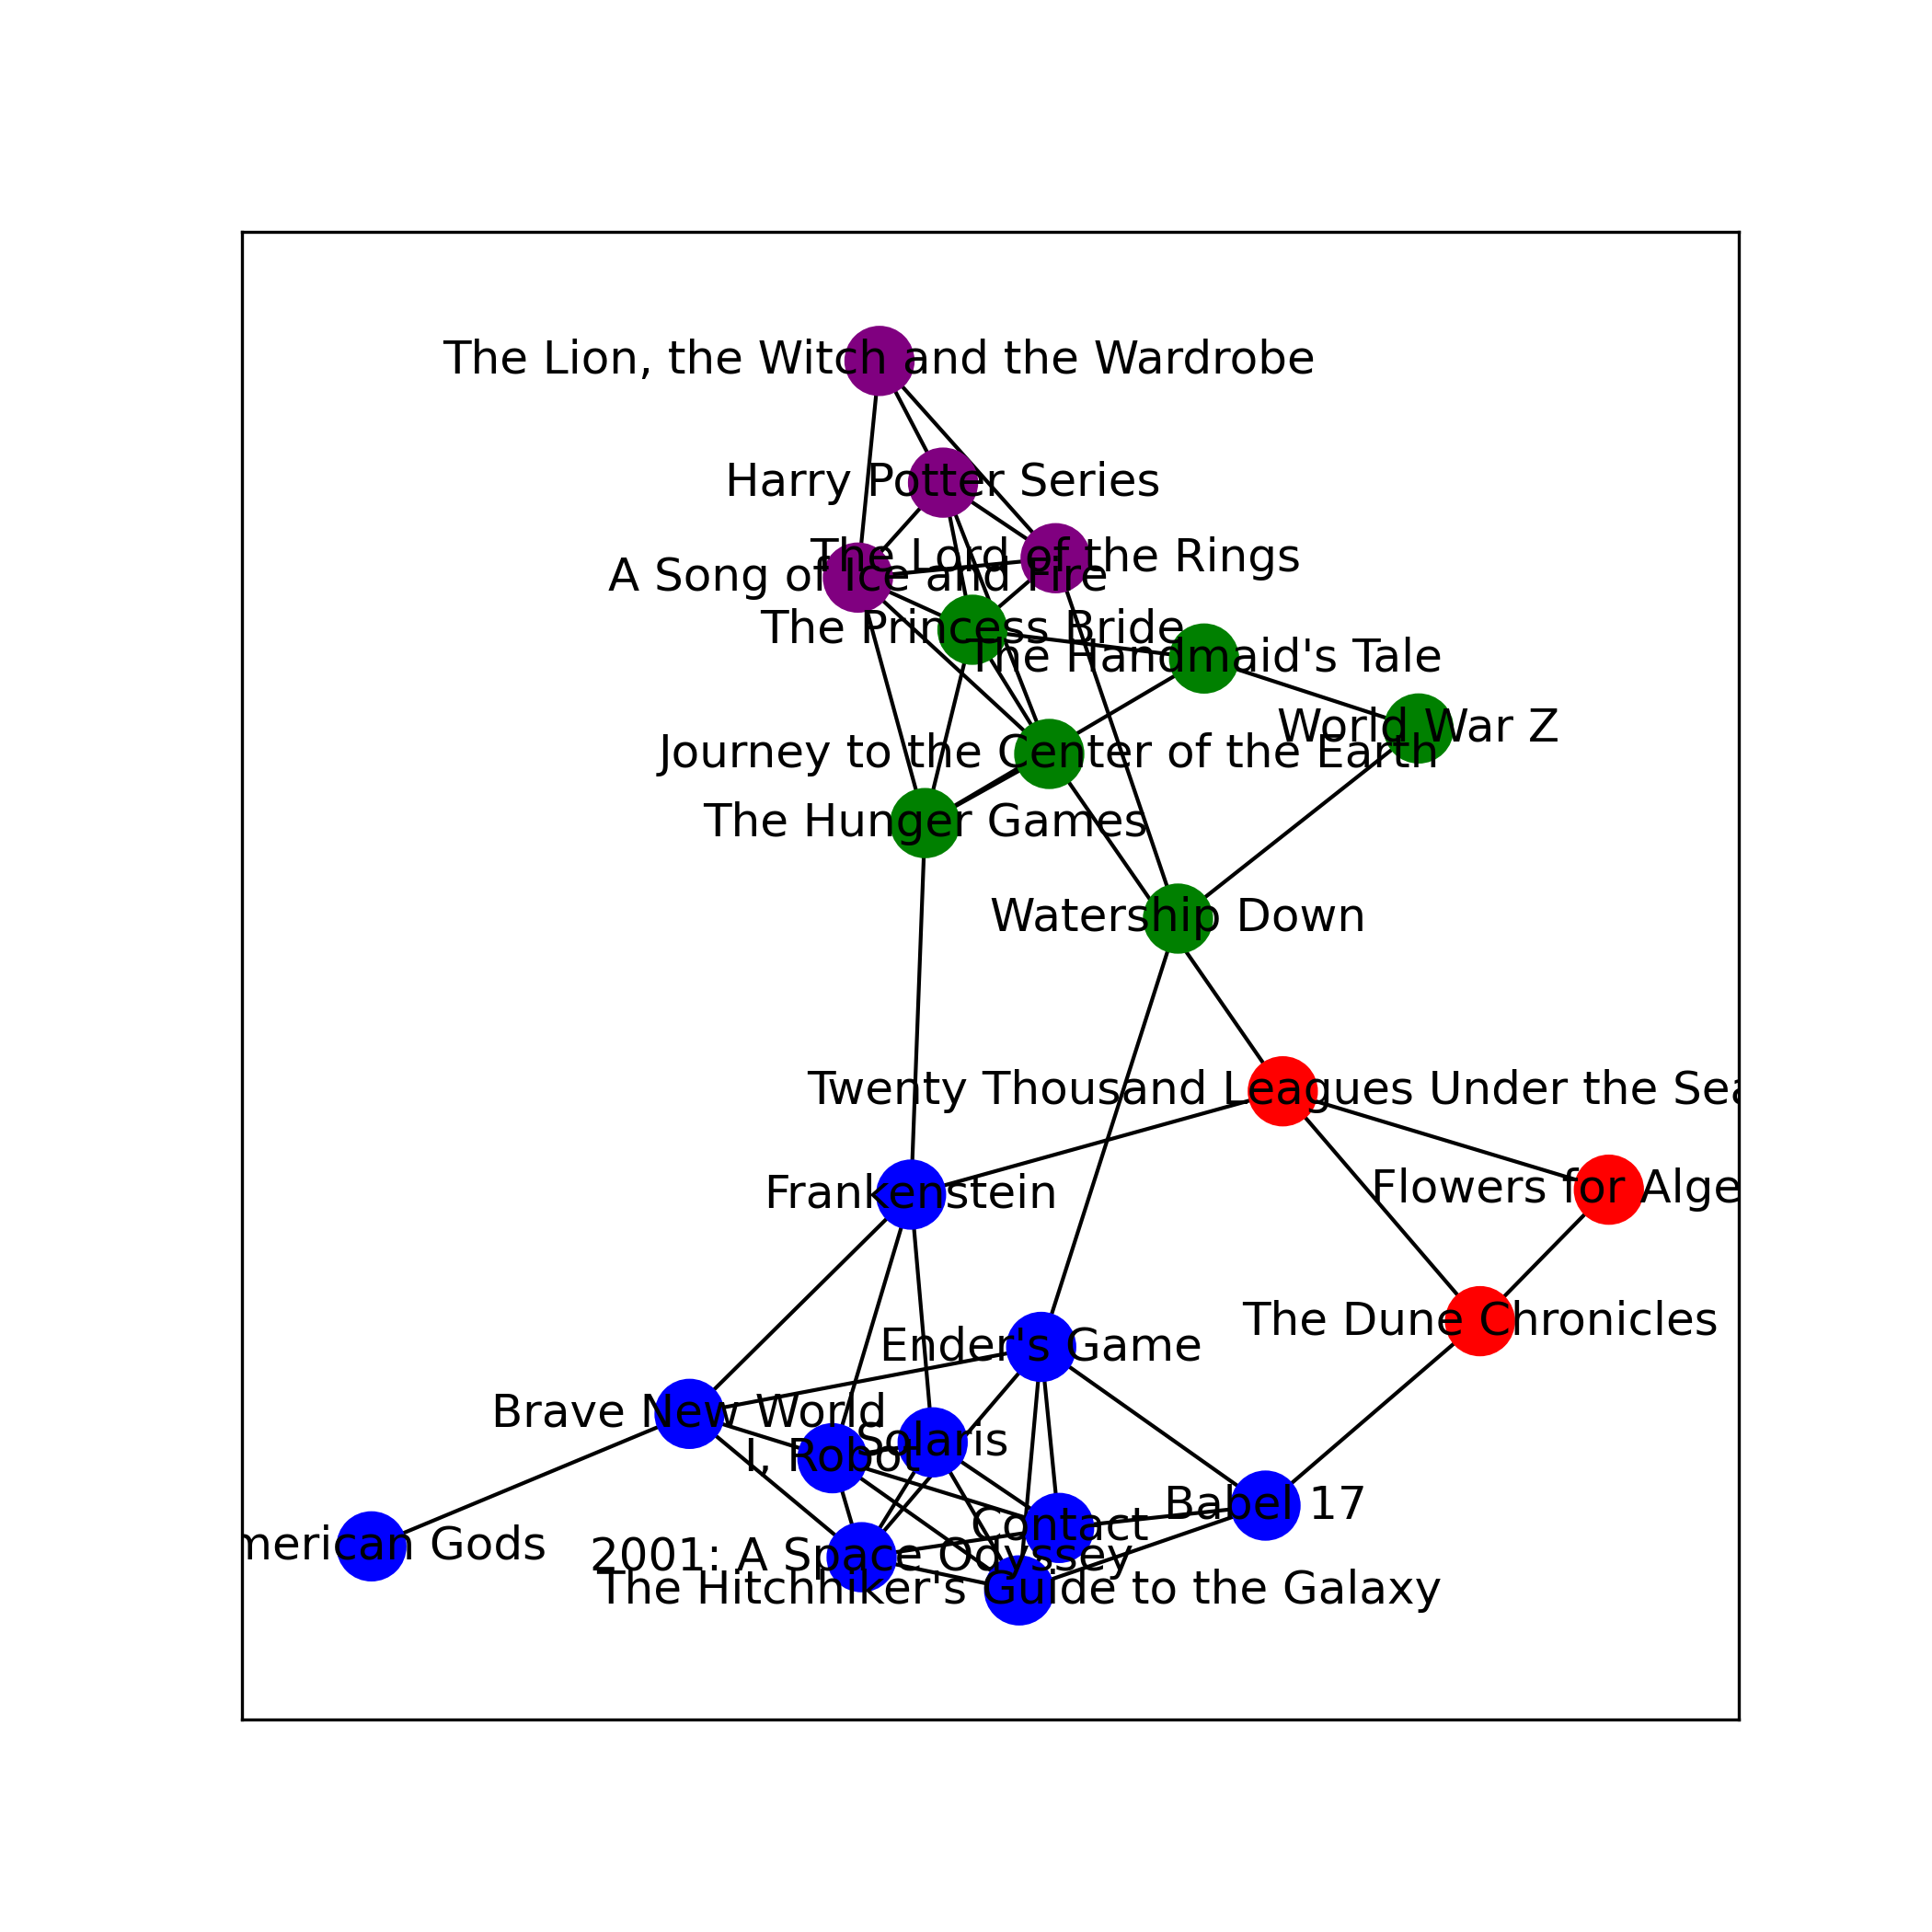 The Lion, the Witch and the Wardrobe
Harry Potter Series
The Lord of the Rings
A Song of Ice and Fire
The Princess Bride
The Handmaid's Tale
World War Z
Journey to the Center of the Earth
The Hunger Games
Watership Down
Twenty Thousand Leagues Under the Sea
Flowers for Alge
Frankenstein
The Dune Chronicles
Ender's Game
Brave New World
Solaris
I, Robot
Babel 17
Contact
merican Gods
2001: A Space Odyssey
The Hitchhiker's Guide to the Galaxy